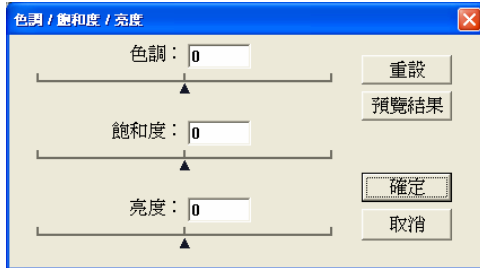 色調 / 飽和度 / 亮度
色調： 0
重設
預覽結果
飽和度： 0
確定
亮度： 0
取消